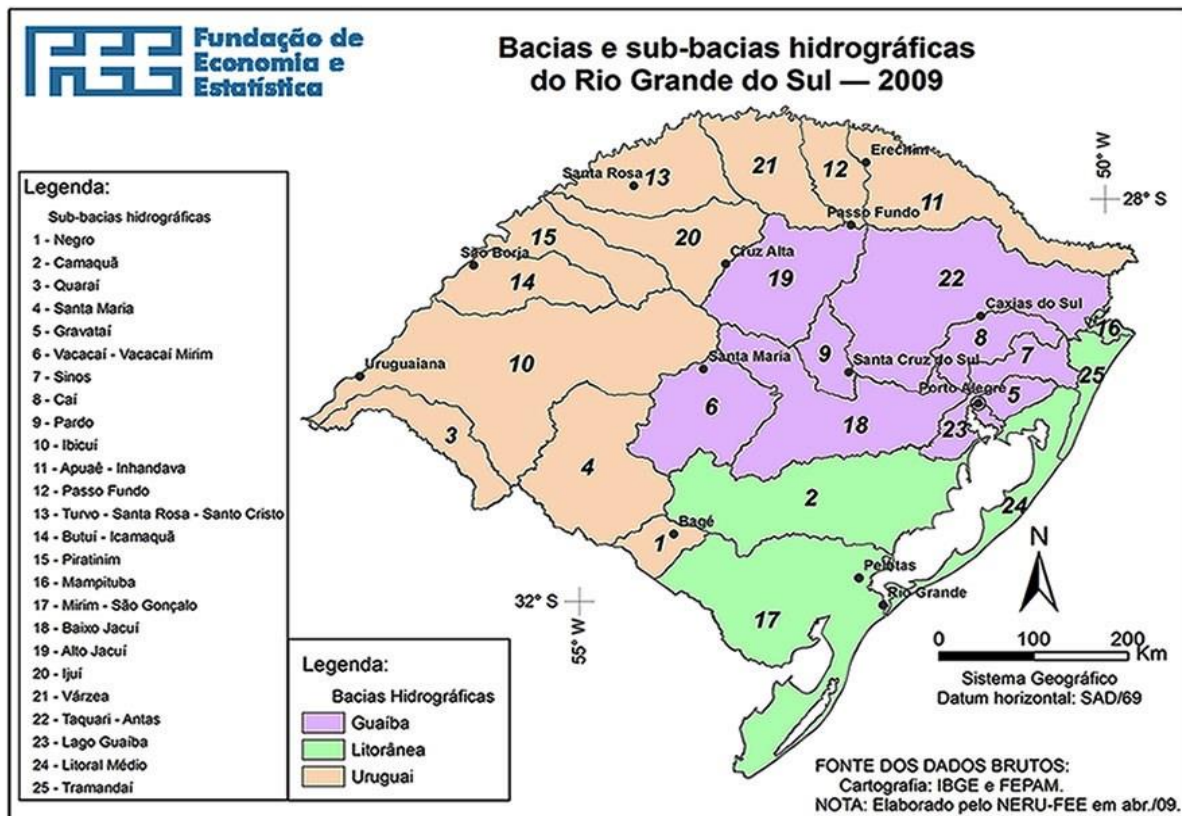 FEE Fundação de
Economia e
Estatística
Bacias e sub-bacias hidrográficas
do Rio Grande do Sul — 2009
Legenda:
Sub-bacias hidrográficas
1 - Negro
2 - Camaquã
3 - Quaraí
4 - Santa Maria
5 - Gravataí
6 - Vacacaí - Vacacaí Mirim
7 - Sinos
8 - Caí
9 - Pardo
10 - Ibicuí
11 - Apuaê - Inhandava
12 - Passo Fundo
13 - Turvo - Santa Rosa - Santo Cristo
14 - Butuí - Icamaquã
15 - Piratinim
16 - Mampituba
17 - Mirim - São Gonçalo
18 - Baixo Jacuí
19 - Alto Jacuí
20 - Ijuí
21 - Várzea
22 - Taquari - Antas
23 - Lago Guaíba
24 - Litoral Médio
25 - Tramandaí
Legenda:
Bacias Hidrográficas
Guaíba
Litorânea
Uruguai
50° W
28° S
Erechim
Santa Rosa
13
21
12
11
Passo Fundo
15
20
Cruz Alta
São Borja
14
19
22
Caxias do Sul
16
8
7
Uruguaiana
10
Santa Maria
9
Santa Cruz do Sul
25
Porto Alegre
5
6
18
23
3
4
2
24
Bagé
1
Pelotas
Rio Grande
17
32° S
55° W
N
0 100 200
Km
Sistema Geográfico
Datum horizontal: SAD/69
FONTE DOS DADOS BRUTOS:
Cartografia: IBGE e FEPAM.
NOTA: Elaborado pelo NERU-FEE em abr./09.